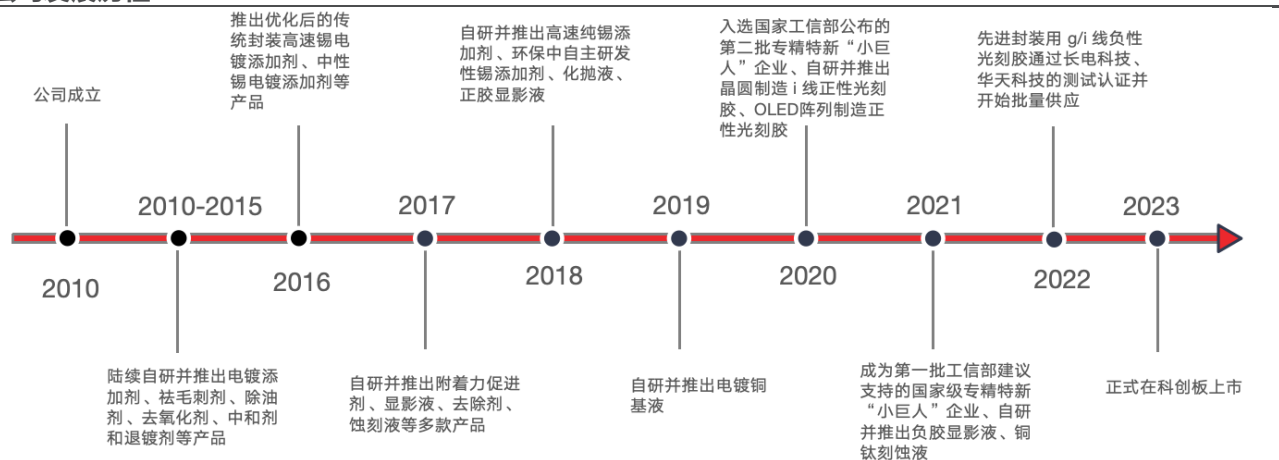 公司成立
2010
2010-2015
陆续自研并推出电镀添
加剂、祛毛刺剂、除油
剂、去氧化剂、中和剂
和退镀剂等产品
推出优化后的传
统封装高速锡电
镀添加剂、中性
锡电镀添加剂等
产品
2016
2017
自研并推出附着力促进
剂、显影液、去除剂、
蚀刻液等多款产品
自研并推出高速纯锡添
加剂、环保中自主研发
性锡添加剂、化抛液、
正胶显影液
2018
2019
自研并推出电镀铜
基液
入选国家工信部公布的
第二批专精特新“小巨
人”企业、自研并推出
晶圆制造 i 线正性光刻
胶、OLED阵列制造正
性光刻胶
2020
2021
成为第一批工信部建议
支持的国家级专精特新
“小巨人”企业、自研
并推出负胶显影液、铜
钛刻蚀液
先进封装用 g/i 线负性
光刻胶通过长电科技、
华天科技的测试认证并
开始批量供应
2022
2023
正式在科创板上市